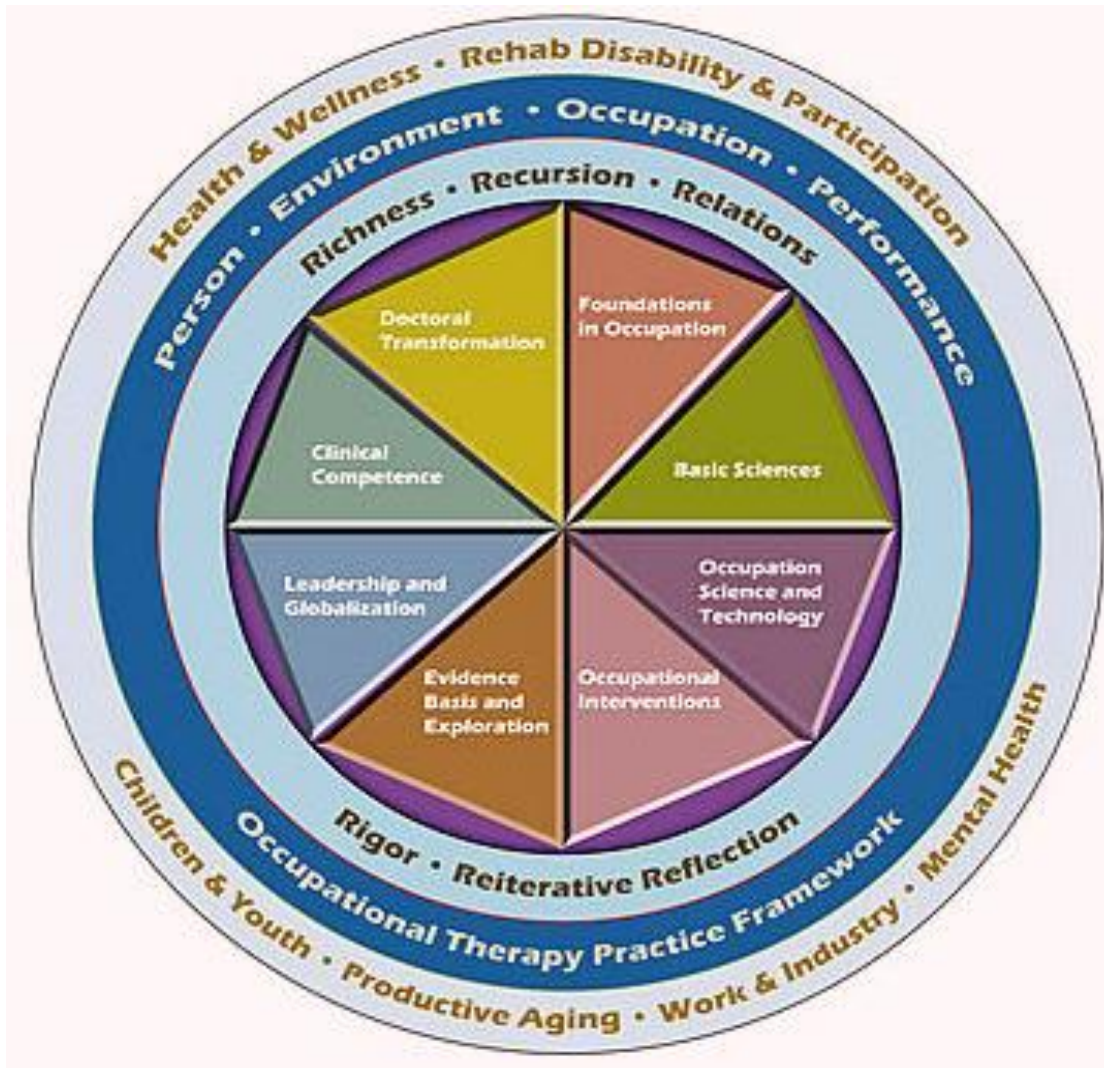 Health & Wellness • Rehab Disability & Participation
Person • Environment • Occupation • Performance
Richness • Recursion • Relations
Doctoral
Transformation
Foundations
in Occupation
Clinical
Competence
Basic Sciences
Leadership and
Globalization
Occupation
Science and
Technology
Evidence
Basis and
Exploration
Occupational
Interventions
Rigor • Reiterative Reflection
Occupational Therapy Practice Framework
Children & Youth • Productive Aging • Work & Industry • Mental Health